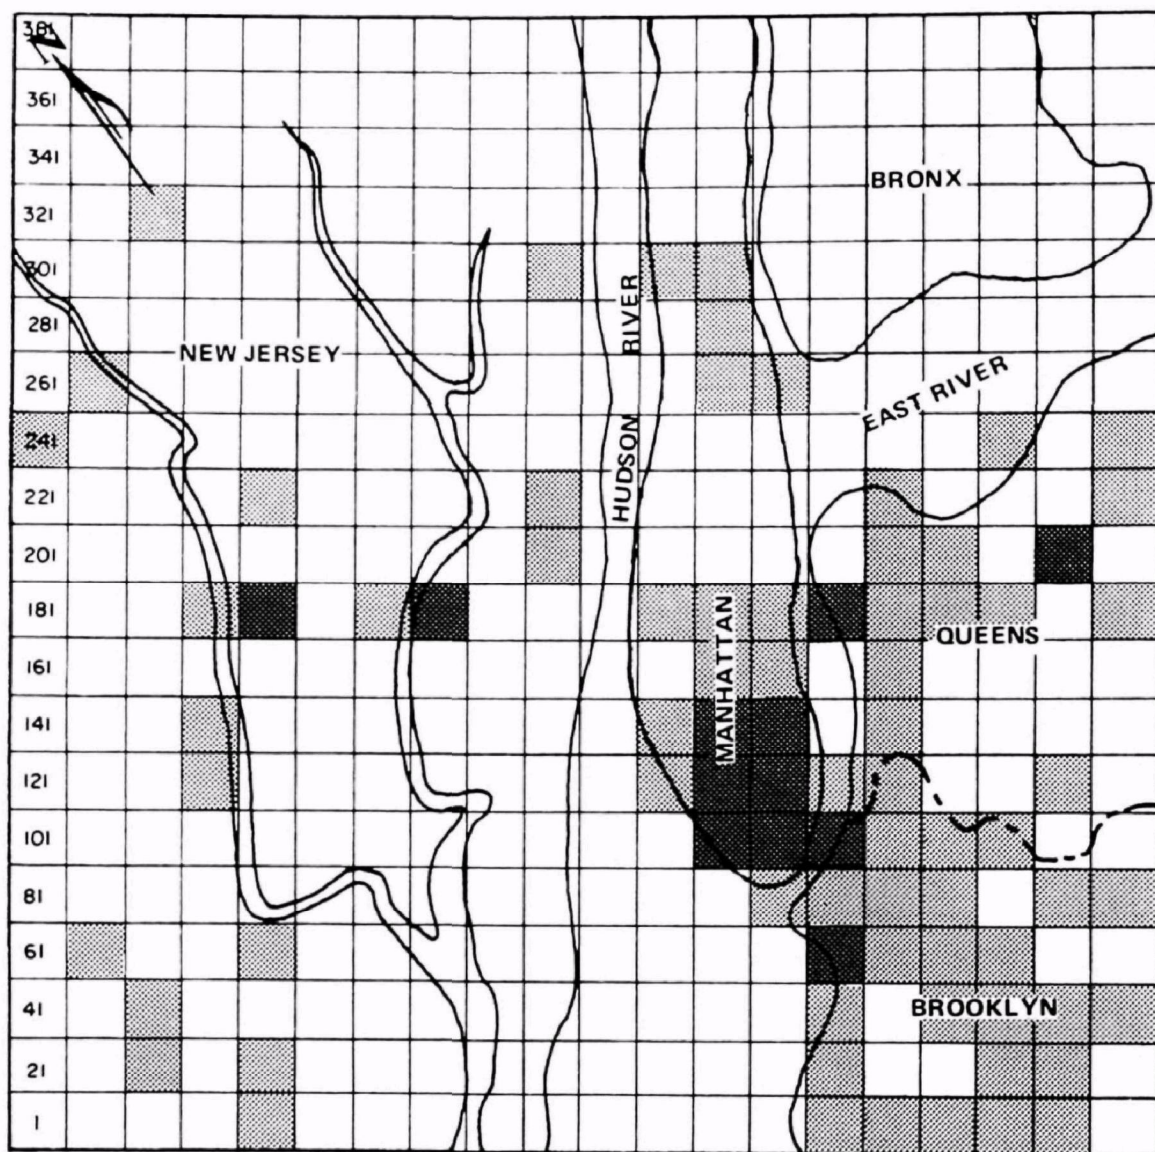 381
361
341
BRONX
321
301
281
NEW JERSEY
HUDSON RIVER
261
EAST RIVER
241
221
201
181
MANHATTAN
QUEENS
161
141
121
101
81
61
41
BROOKLYN
21
1